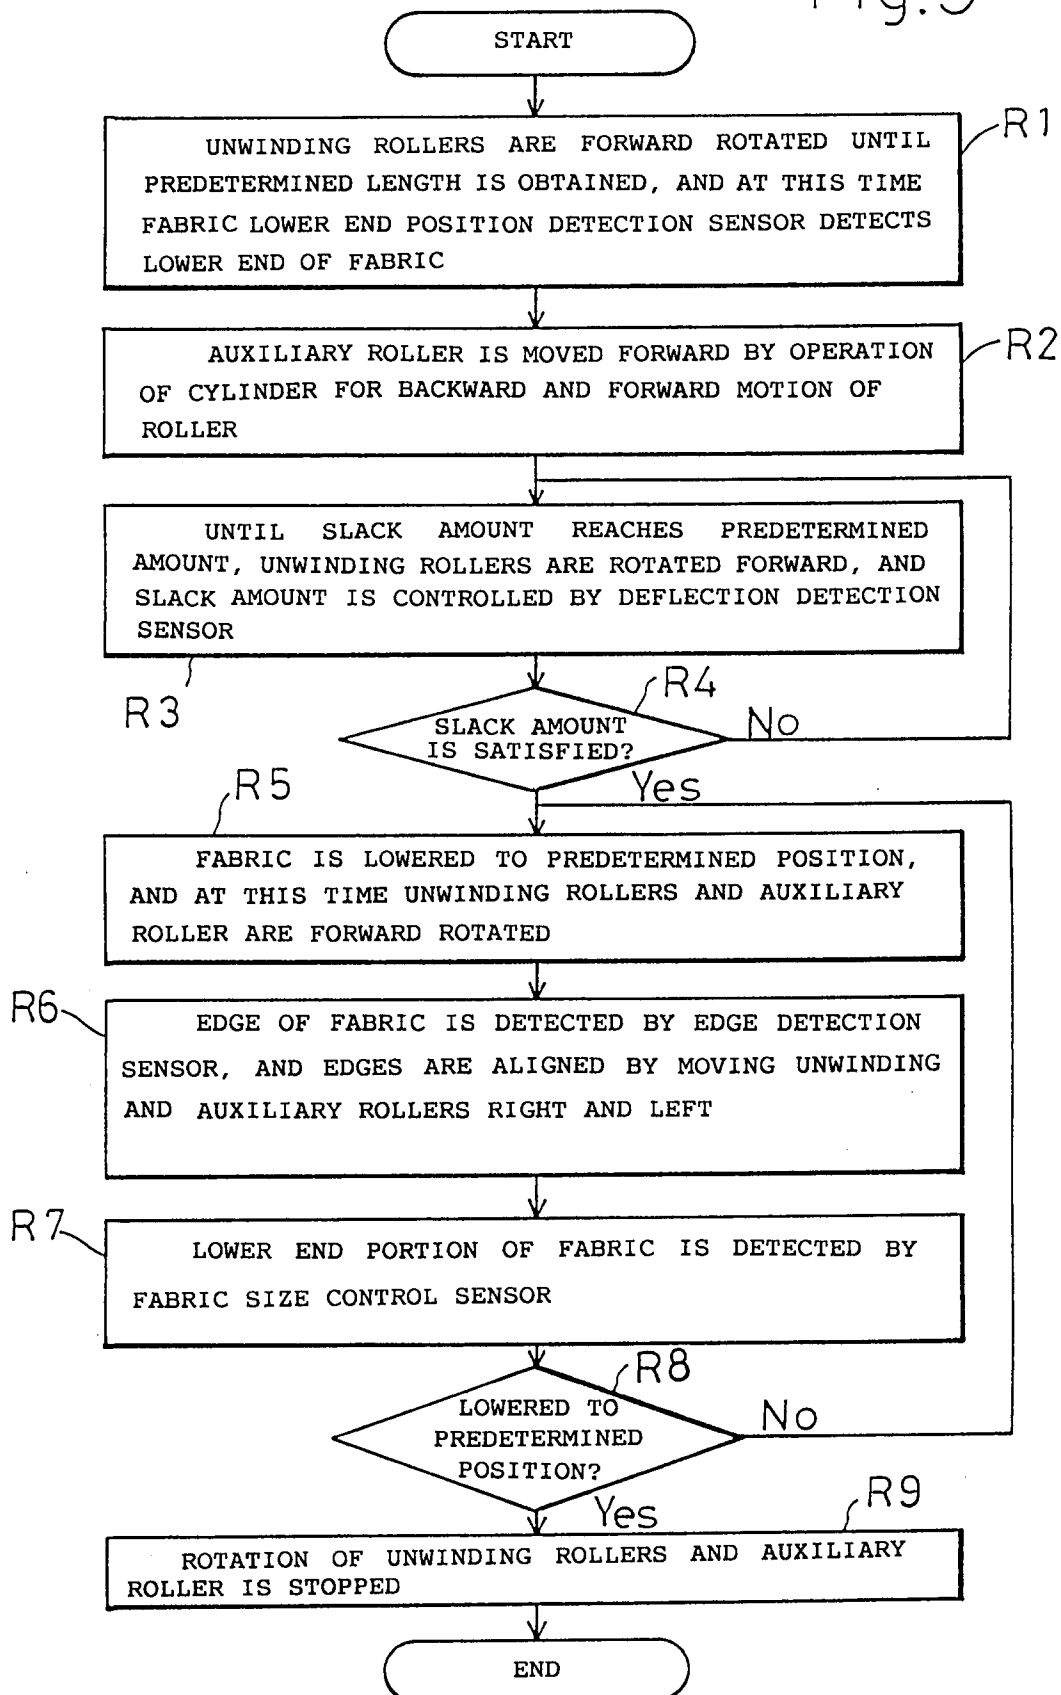 START
R1
UNWINDING ROLLERS ARE FORWARD ROTATED UNTIL
PREDETERMINED LENGTH IS OBTAINED, AND AT THIS TIME
FABRIC LOWER END POSITION DETECTION SENSOR DETECTS
LOWER END OF FABRIC
R2
AUXILIARY ROLLER IS MOVED FORWARD BY OPERATION
OF CYLINDER FOR BACKWARD AND FORWARD MOTION OF
ROLLER
UNTIL SLACK AMOUNT REACHES PREDETERMINED
AMOUNT, UNWINDING ROLLERS ARE ROTATED FORWARD, AND
SLACK AMOUNT IS CONTROLLED BY DEFLECTION DETECTION
SENSOR
R3
R4
SLACK AMOUNT
IS SATISFIED?
No
Yes
R5
FABRIC IS LOWERED TO PREDETERMINED POSITION,
AND AT THIS TIME UNWINDING ROLLERS AND AUXILIARY
ROLLER ARE FORWARD ROTATED
R6
EDGE OF FABRIC IS DETECTED BY EDGE DETECTION
SENSOR, AND EDGES ARE ALIGNED BY MOVING UNWINDING
AND AUXILIARY ROLLERS RIGHT AND LEFT
R7
LOWER END PORTION OF FABRIC IS DETECTED BY
FABRIC SIZE CONTROL SENSOR
R8
LOWERED TO
PREDETERMINED
POSITION?
No
Yes
R9
ROTATION OF UNWINDING ROLLERS AND AUXILIARY
ROLLER IS STOPPED
END